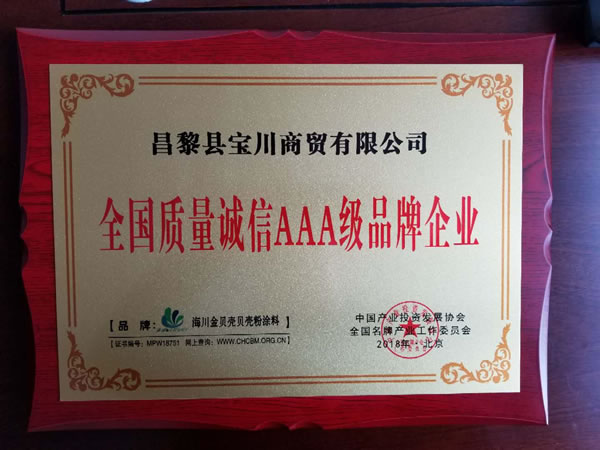 昌黎县宝川商贸有限公司
全国质量诚信AAA级品牌企业
【 品 牌: 海川金贝壳贝壳粉涂料 】
【证书编号: MPW18701 网上查询: WWW.CHCBM.ORG.CN】
中国产业投资发展协会
全国名牌产业工作委员会
2018年·北京